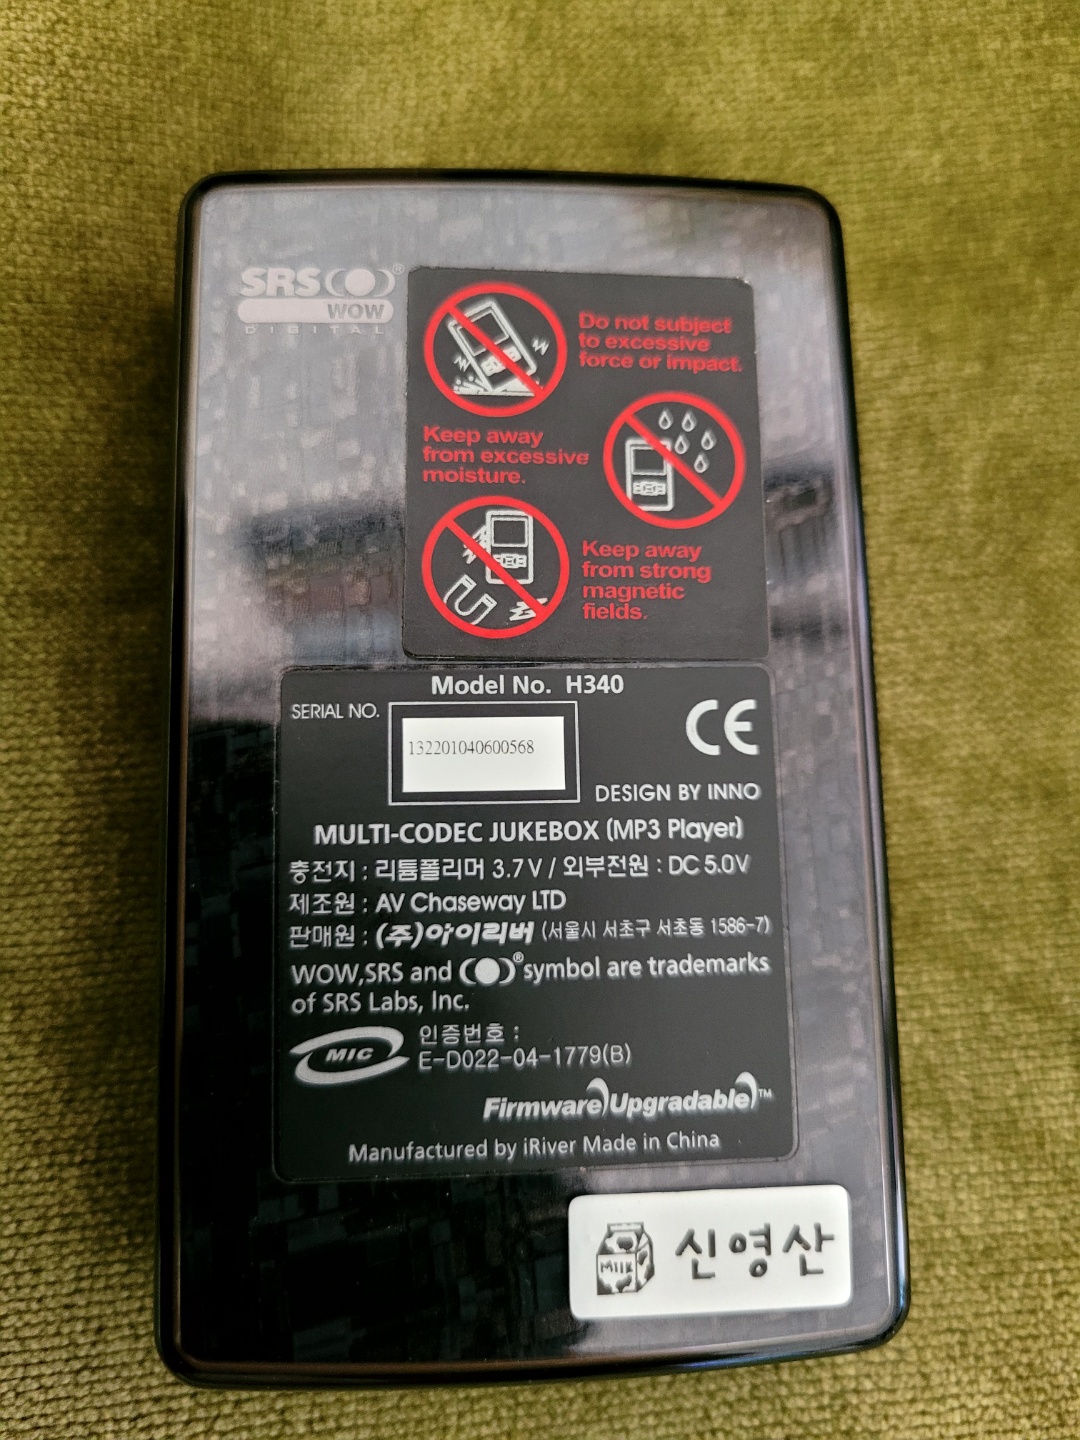 SRS(●)®
WOW
DIGITAL
Do not subject
to excessive
force or impact.
Keep away
from excessive
moisture.
Keep away
from strong
magnetic
fields.
Model No. H340
SERIAL NO.
132201040600568
CE
DESIGN BY INNO
MULTI-CODEC JUKEBOX (MP3 Player)
충전지 : 리튬폴리머 3.7V / 외부전원 : DC 5.0V
제조원 : AV Chaseway LTD
판매원 : (주)아이리버 (서울시 서초구 서초동 1586-7)
WOW,SRS and (●)® symbol are trademarks
of SRS Labs, Inc.
MIC
인증번호 :
E-D022-04-1779(B)
Firmware Upgradable™
Manufactured by iRiver Made in China
Milk
신영산